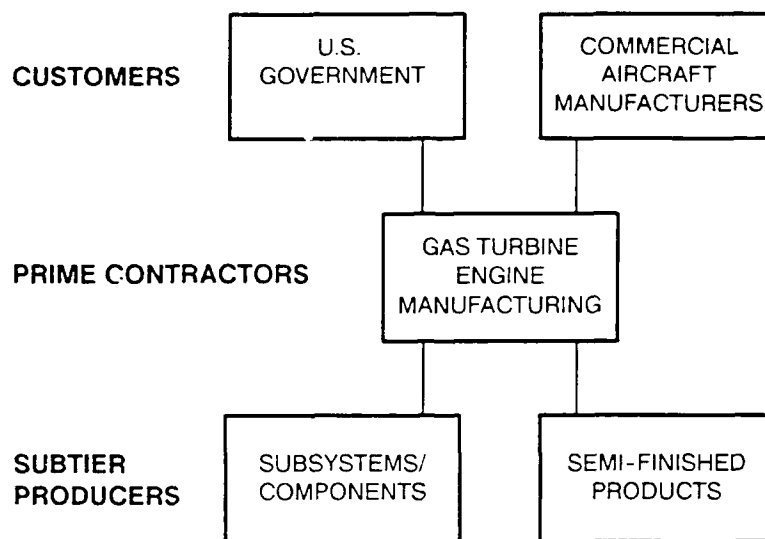 CUSTOMERS
U.S.
GOVERNMENT
COMMERCIAL
AIRCRAFT
MANUFACTURERS
PRIME CONTRACTORS
GAS TURBINE
ENGINE
MANUFACTURING
SUBTIER
PRODUCERS
SUBSYSTEMS/
COMPONENTS
SEMI-FINISHED
PRODUCTS